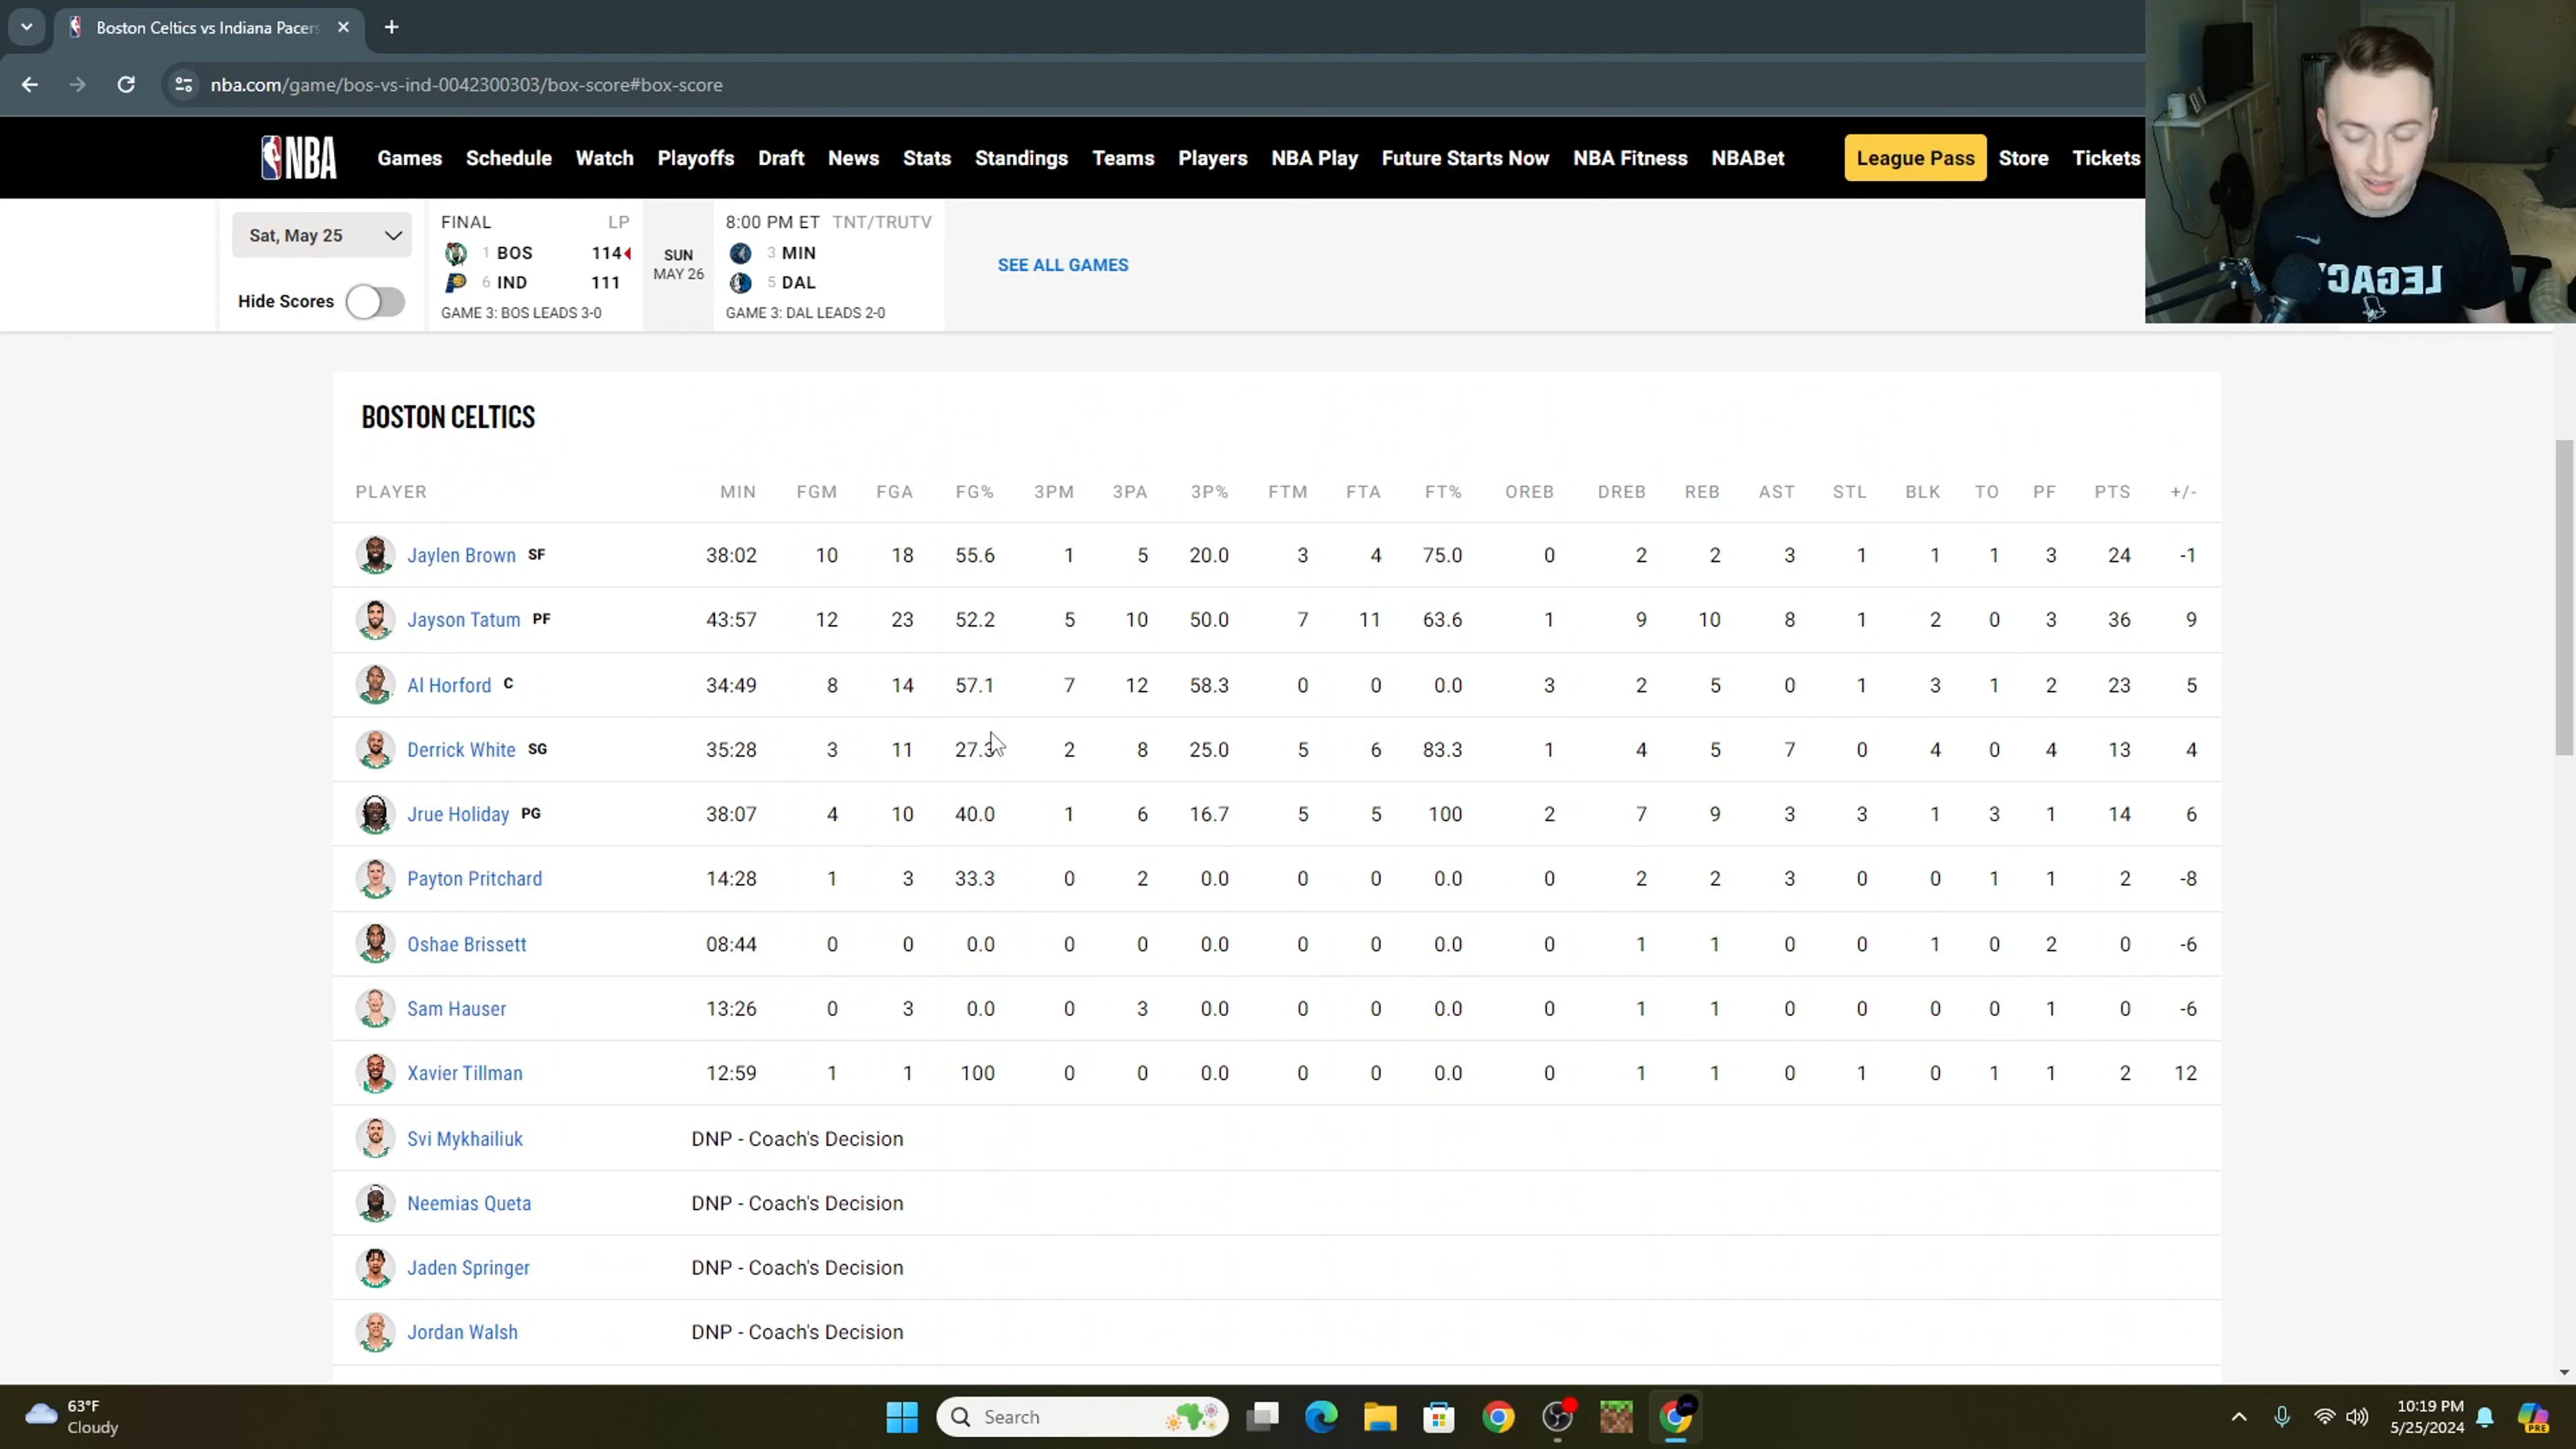 Boston Celtics vs Indiana Pacers
nba.com/game/bos-vs-ind-0042300303/box-score#box-score
NBA Games Schedule Watch Playoffs Draft News Stats Standings Teams Players NBA Play Future Starts Now NBA Fitness NBABet League Pass Store Tickets
Sat, May 25
Hide Scores
FINAL LP
1 BOS 114
6 IND 111
GAME 3: BOS LEADS 3-0
SUN
MAY 26
8:00 PM ET TNT/TRUTV
3 MIN
5 DAL
GAME 3: DAL LEADS 2-0
SEE ALL GAMES
LEGACY
BOSTON CELTICS
PLAYER MIN FGM FGA FG% 3PM 3PA 3P% FTM FTA FT% OREB DREB REB AST STL BLK TO PF PTS +/-
Jaylen Brown SF 38:02 10 18 55.6 1 5 20.0 3 4 75.0 0 2 2 3 1 1 1 3 24 -1
Jayson Tatum PF 43:57 12 23 52.2 5 10 50.0 7 11 63.6 1 9 10 8 1 2 0 3 36 9
Al Horford C 34:49 8 14 57.1 7 12 58.3 0 0 0.0 3 2 5 0 1 3 1 2 23 5
Derrick White SG 35:28 3 11 27.3 2 8 25.0 5 6 83.3 1 4 5 7 0 4 0 4 13 4
Jrue Holiday PG 38:07 4 10 40.0 1 6 16.7 5 5 100 2 7 9 3 3 1 3 1 14 6
Payton Pritchard 14:28 1 3 33.3 0 2 0.0 0 0 0.0 0 2 2 3 0 0 1 1 2 -8
Oshae Brissett 08:44 0 0 0.0 0 0 0.0 0 0 0.0 0 1 1 0 0 1 0 2 0 -6
Sam Hauser 13:26 0 3 0.0 0 3 0.0 0 0 0.0 0 1 1 0 0 0 0 1 0 -6
Xavier Tillman 12:59 1 1 100 0 0 0.0 0 0 0.0 0 1 1 0 1 0 1 1 2 12
Svi Mykhailiuk DNP - Coach's Decision
Neemias Queta DNP - Coach's Decision
Jaden Springer DNP - Coach's Decision
Jordan Walsh DNP - Coach's Decision
63°F
Cloudy
Search
10:19 PM
5/25/2024
PRE